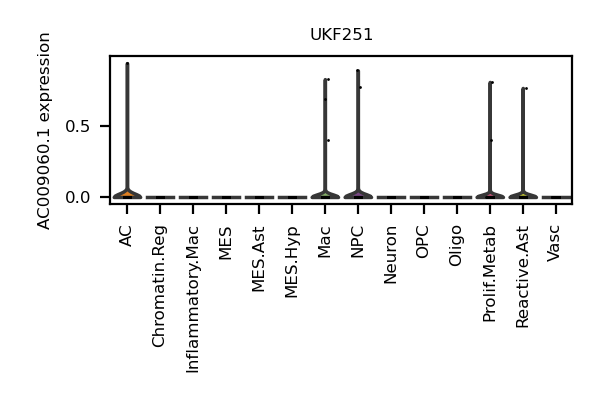 UKF251
AC009060.1 expression
0.5
0.0
AC
Chromatin.Reg
Inflammatory.Mac
MES
MES.Ast
MES.Hyp
Mac
NPC
Neuron
OPC
Oligo
Prolif.Metab
Reactive.Ast
Vasc